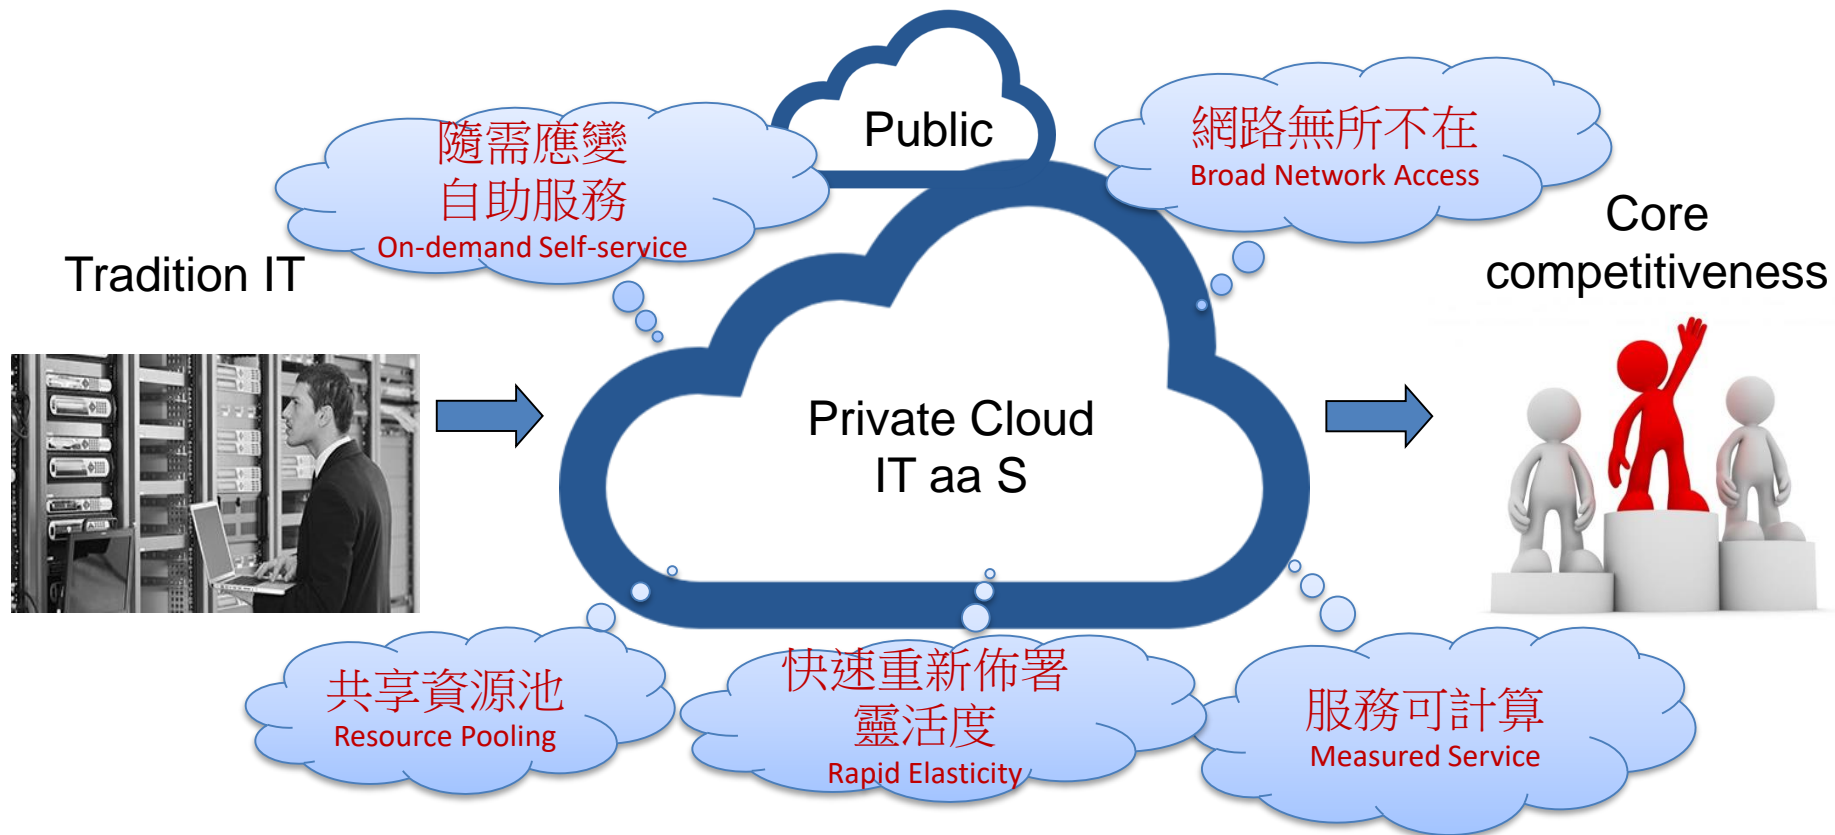 Public
隨需應變
自助服務
On-demand Self-service
網路無所不在
Broad Network Access
Tradition IT
Core
competitiveness
Private Cloud
IT aa S
共享資源池
Resource Pooling
快速重新佈署
靈活度
Rapid Elasticity
服務可計算
Measured Service